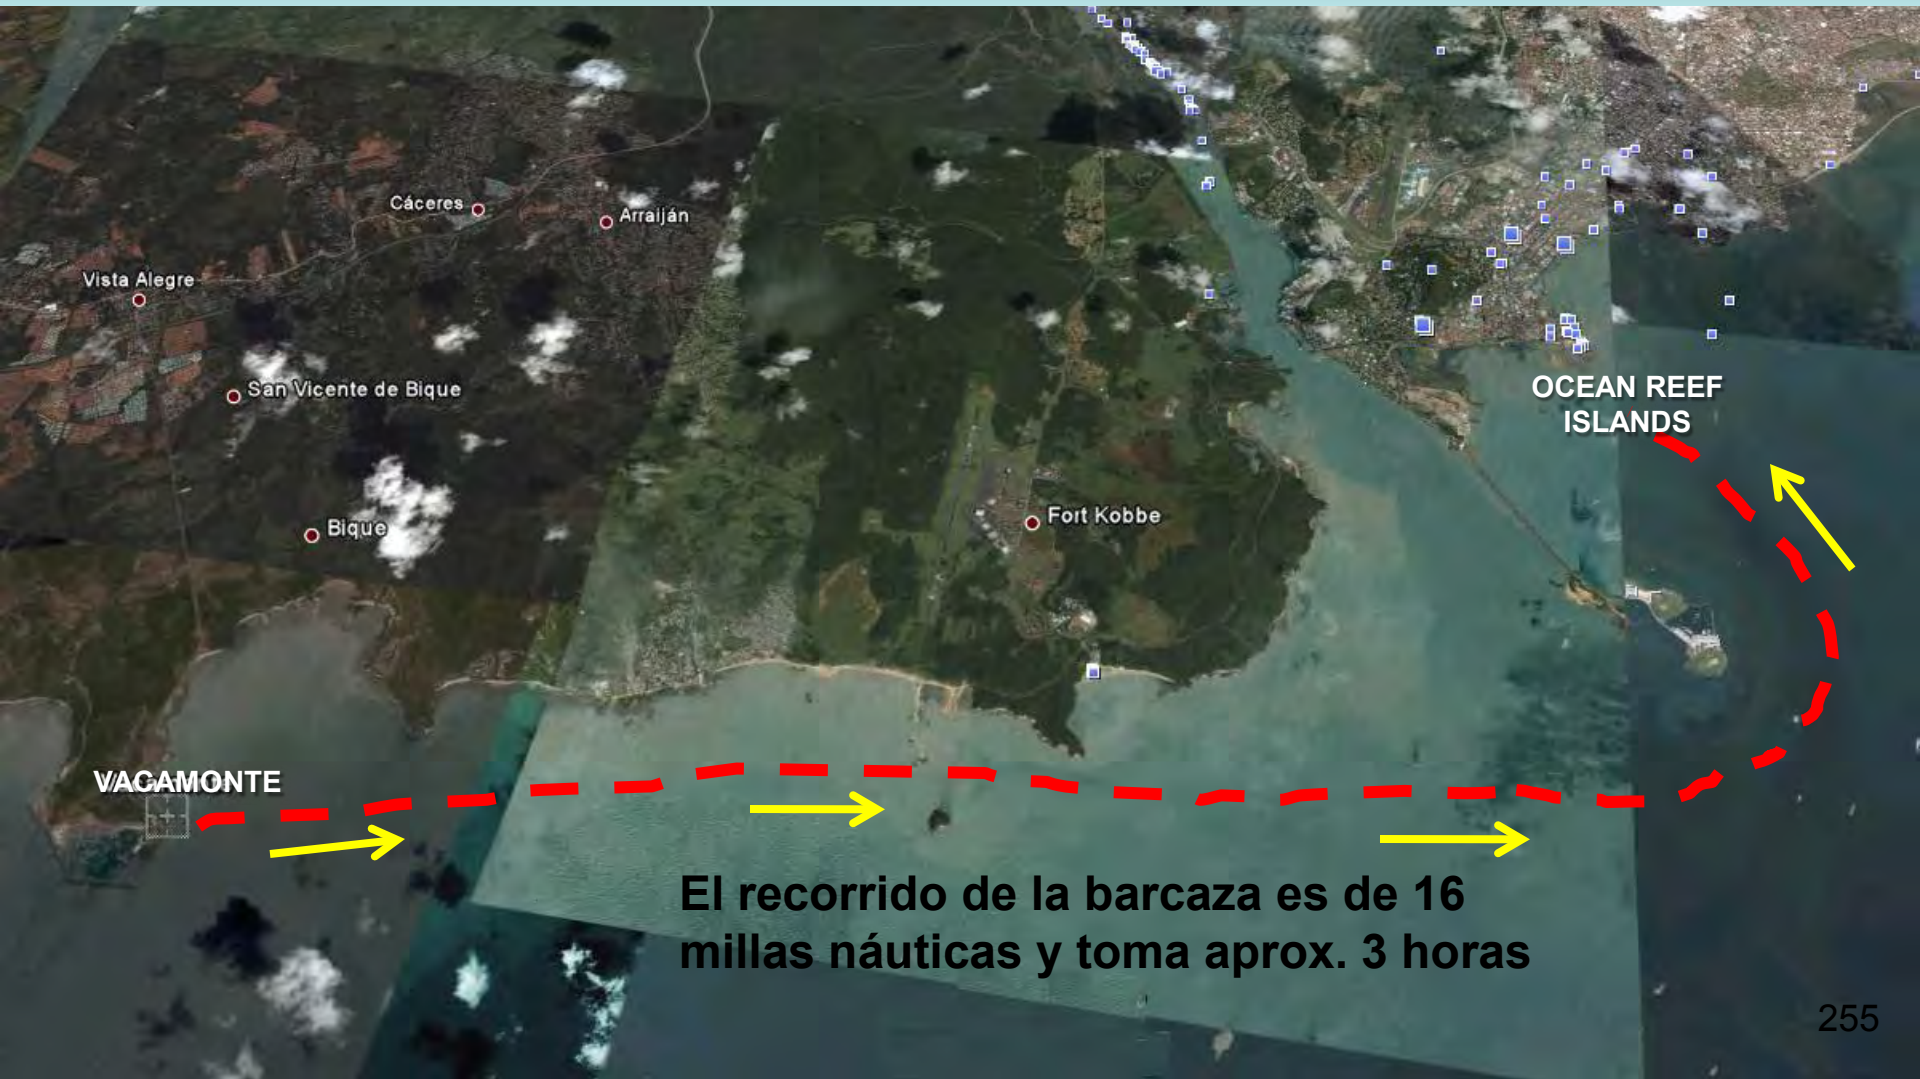 Cáceres
Arraiján
Vista Alegre
San Vicente de Bique
OCEAN REEF
ISLANDS
Bique
Fort Kobbe
VACAMONTE
El recorrido de la barcaza es de 16
millas náuticas y toma aprox. 3 horas
255